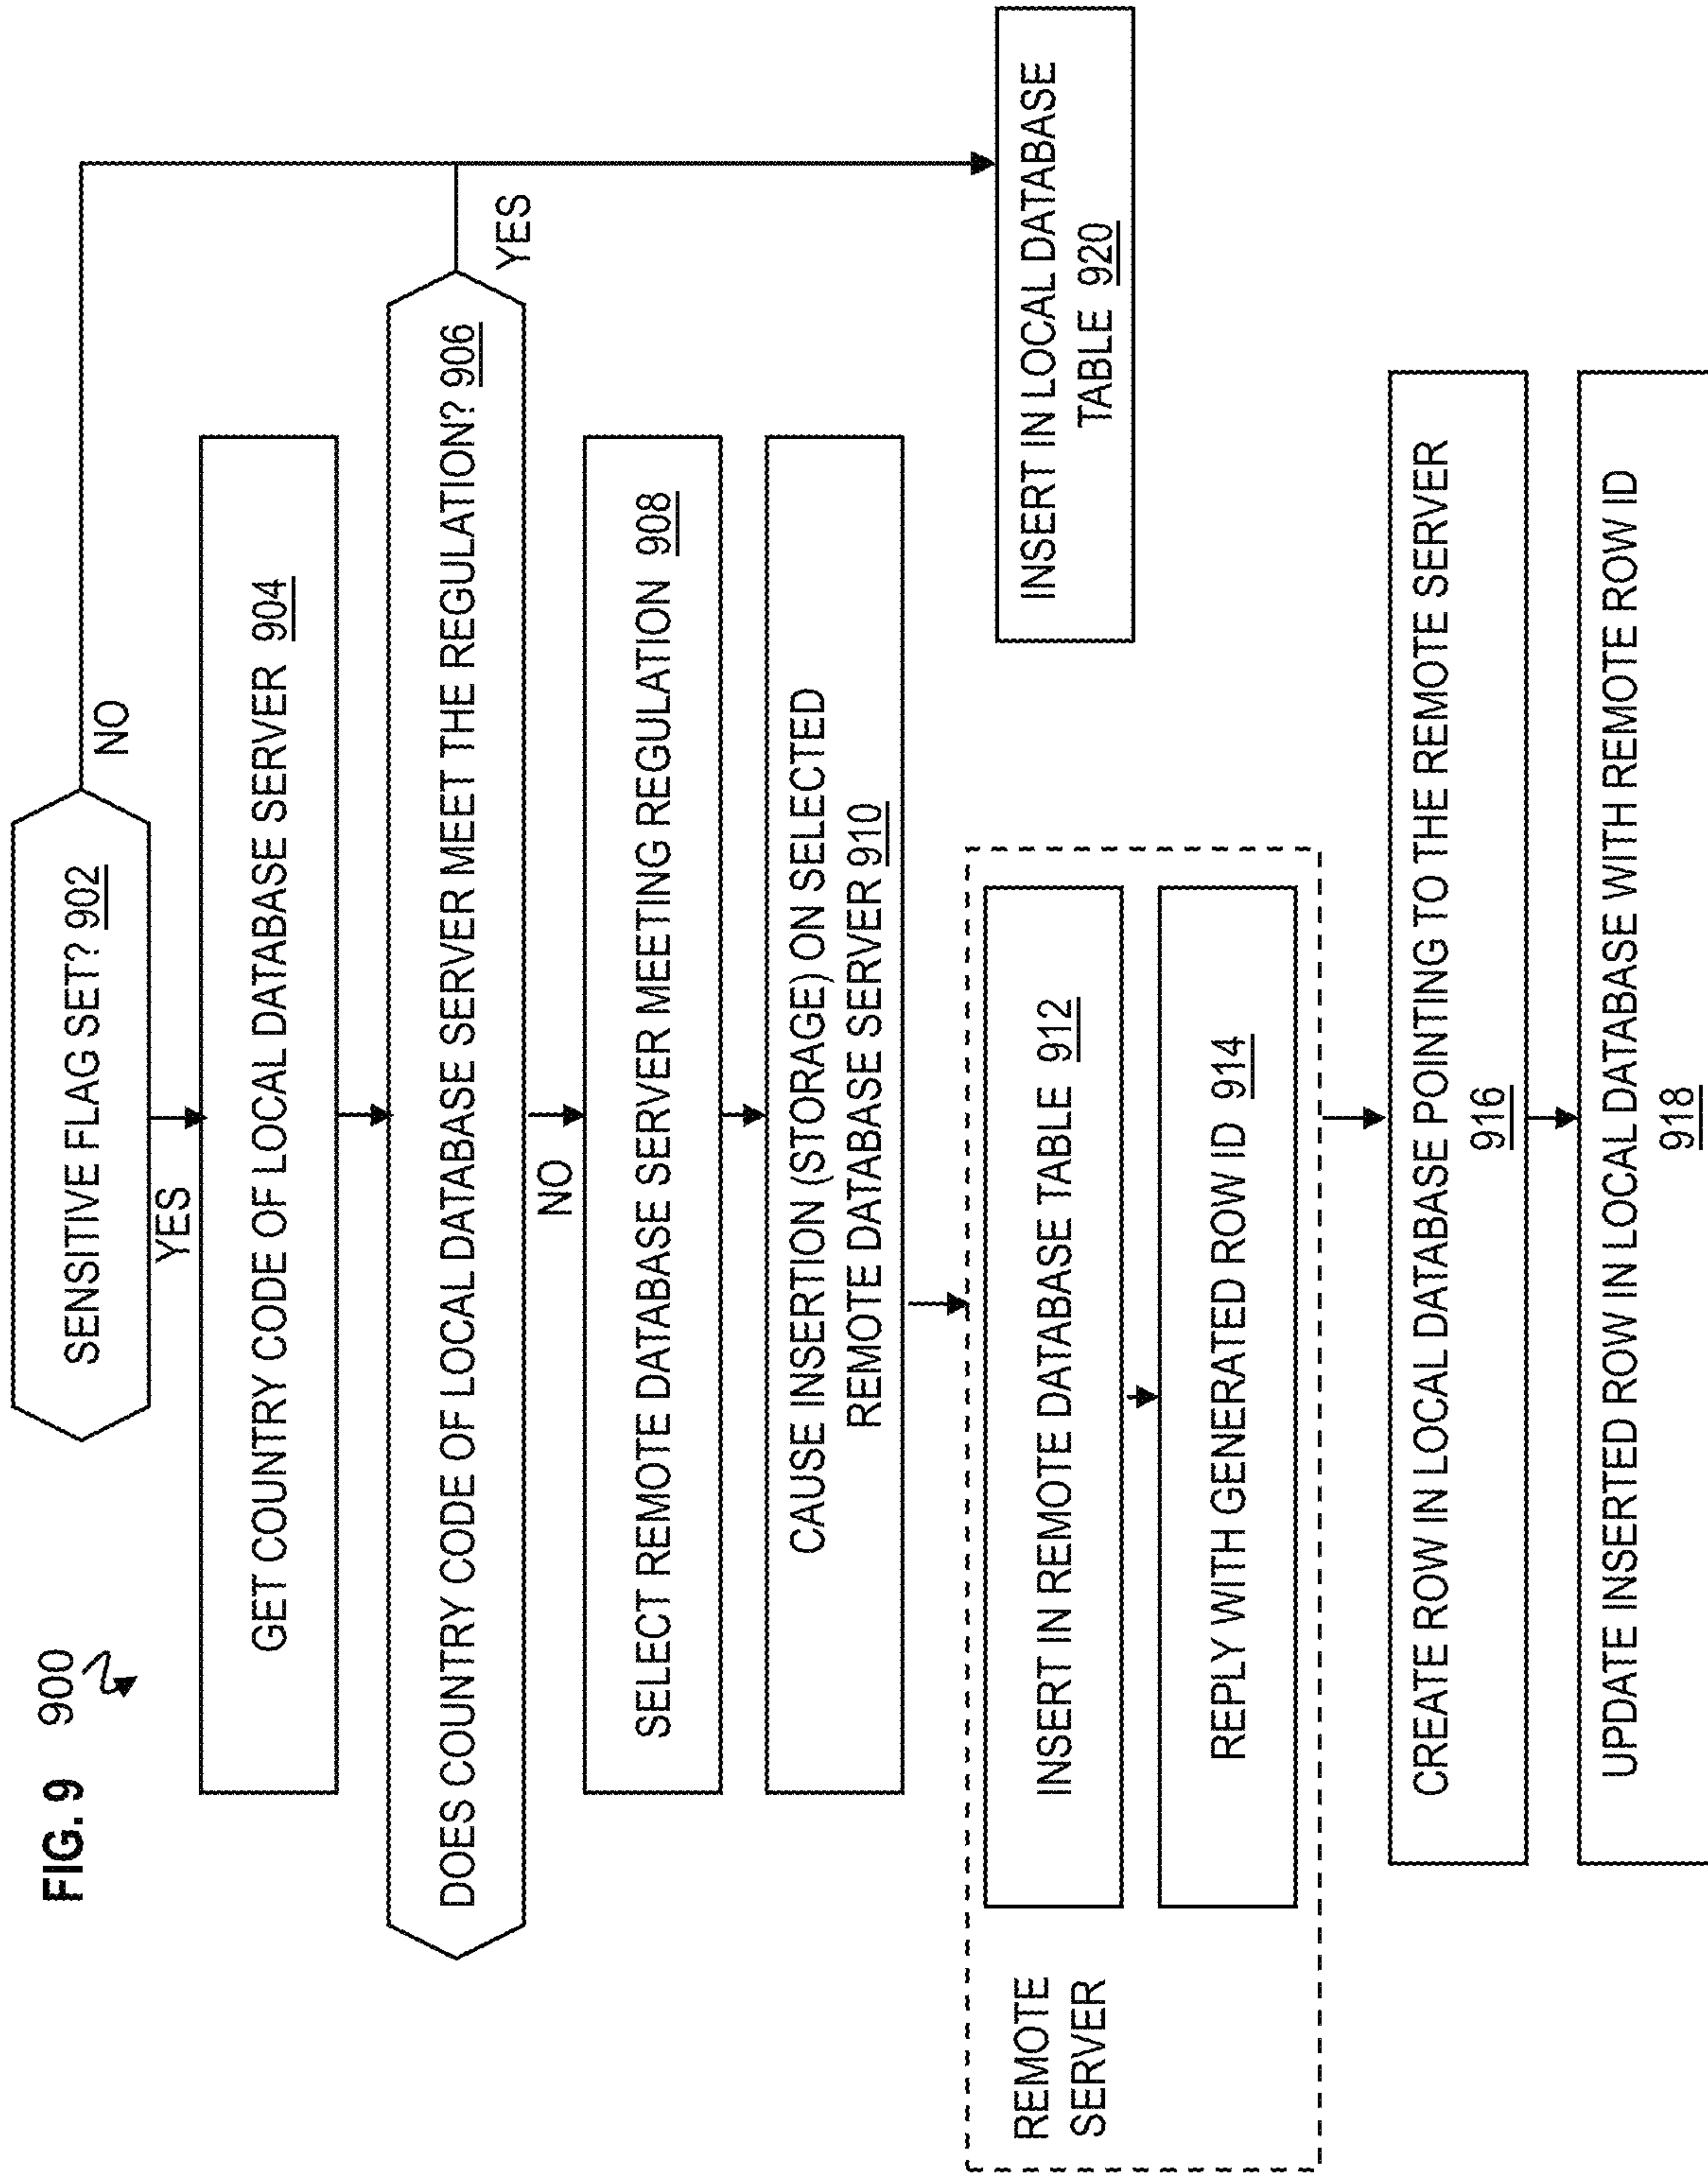 FIG. 9 900
SENSITIVE FLAG SET? 902
NO
YES
GET COUNTRY CODE OF LOCAL DATABASE SERVER 904
DOES COUNTRY CODE OF LOCAL DATABASE SERVER MEET THE REGULATION? 906
YES
NO
SELECT REMOTE DATABASE SERVER MEETING REGULATION 908
CAUSE INSERTION (STORAGE) ON SELECTED
REMOTE DATABASE SERVER 910
REMOTE
SERVER
INSERT IN REMOTE DATABASE TABLE 912
REPLY WITH GENERATED ROW ID 914
INSERT IN LOCAL DATABASE
TABLE 920
CREATE ROW IN LOCAL DATABASE POINTING TO THE REMOTE SERVER
916
UPDATE INSERTED ROW IN LOCAL DATABASE WITH REMOTE ROW ID
918